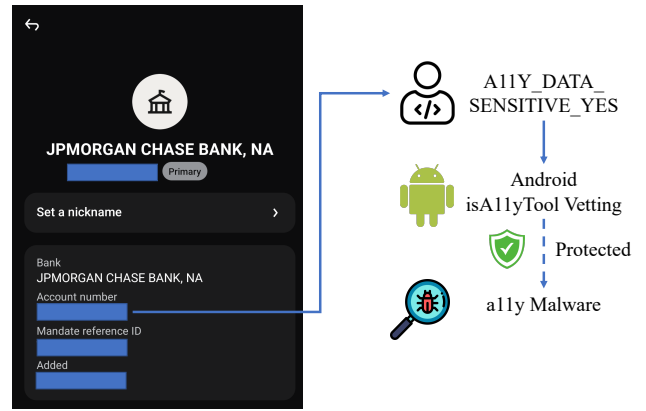 JPMORGAN CHASE BANK, NA
Primary
Set a nickname
Bank
JPMORGAN CHASE BANK, NA
Account number
Mandate reference ID
Added
</>
A11Y_DATA_
SENSITIVE_YES
Android
isA11yTool Vetting
Protected
a11y Malware